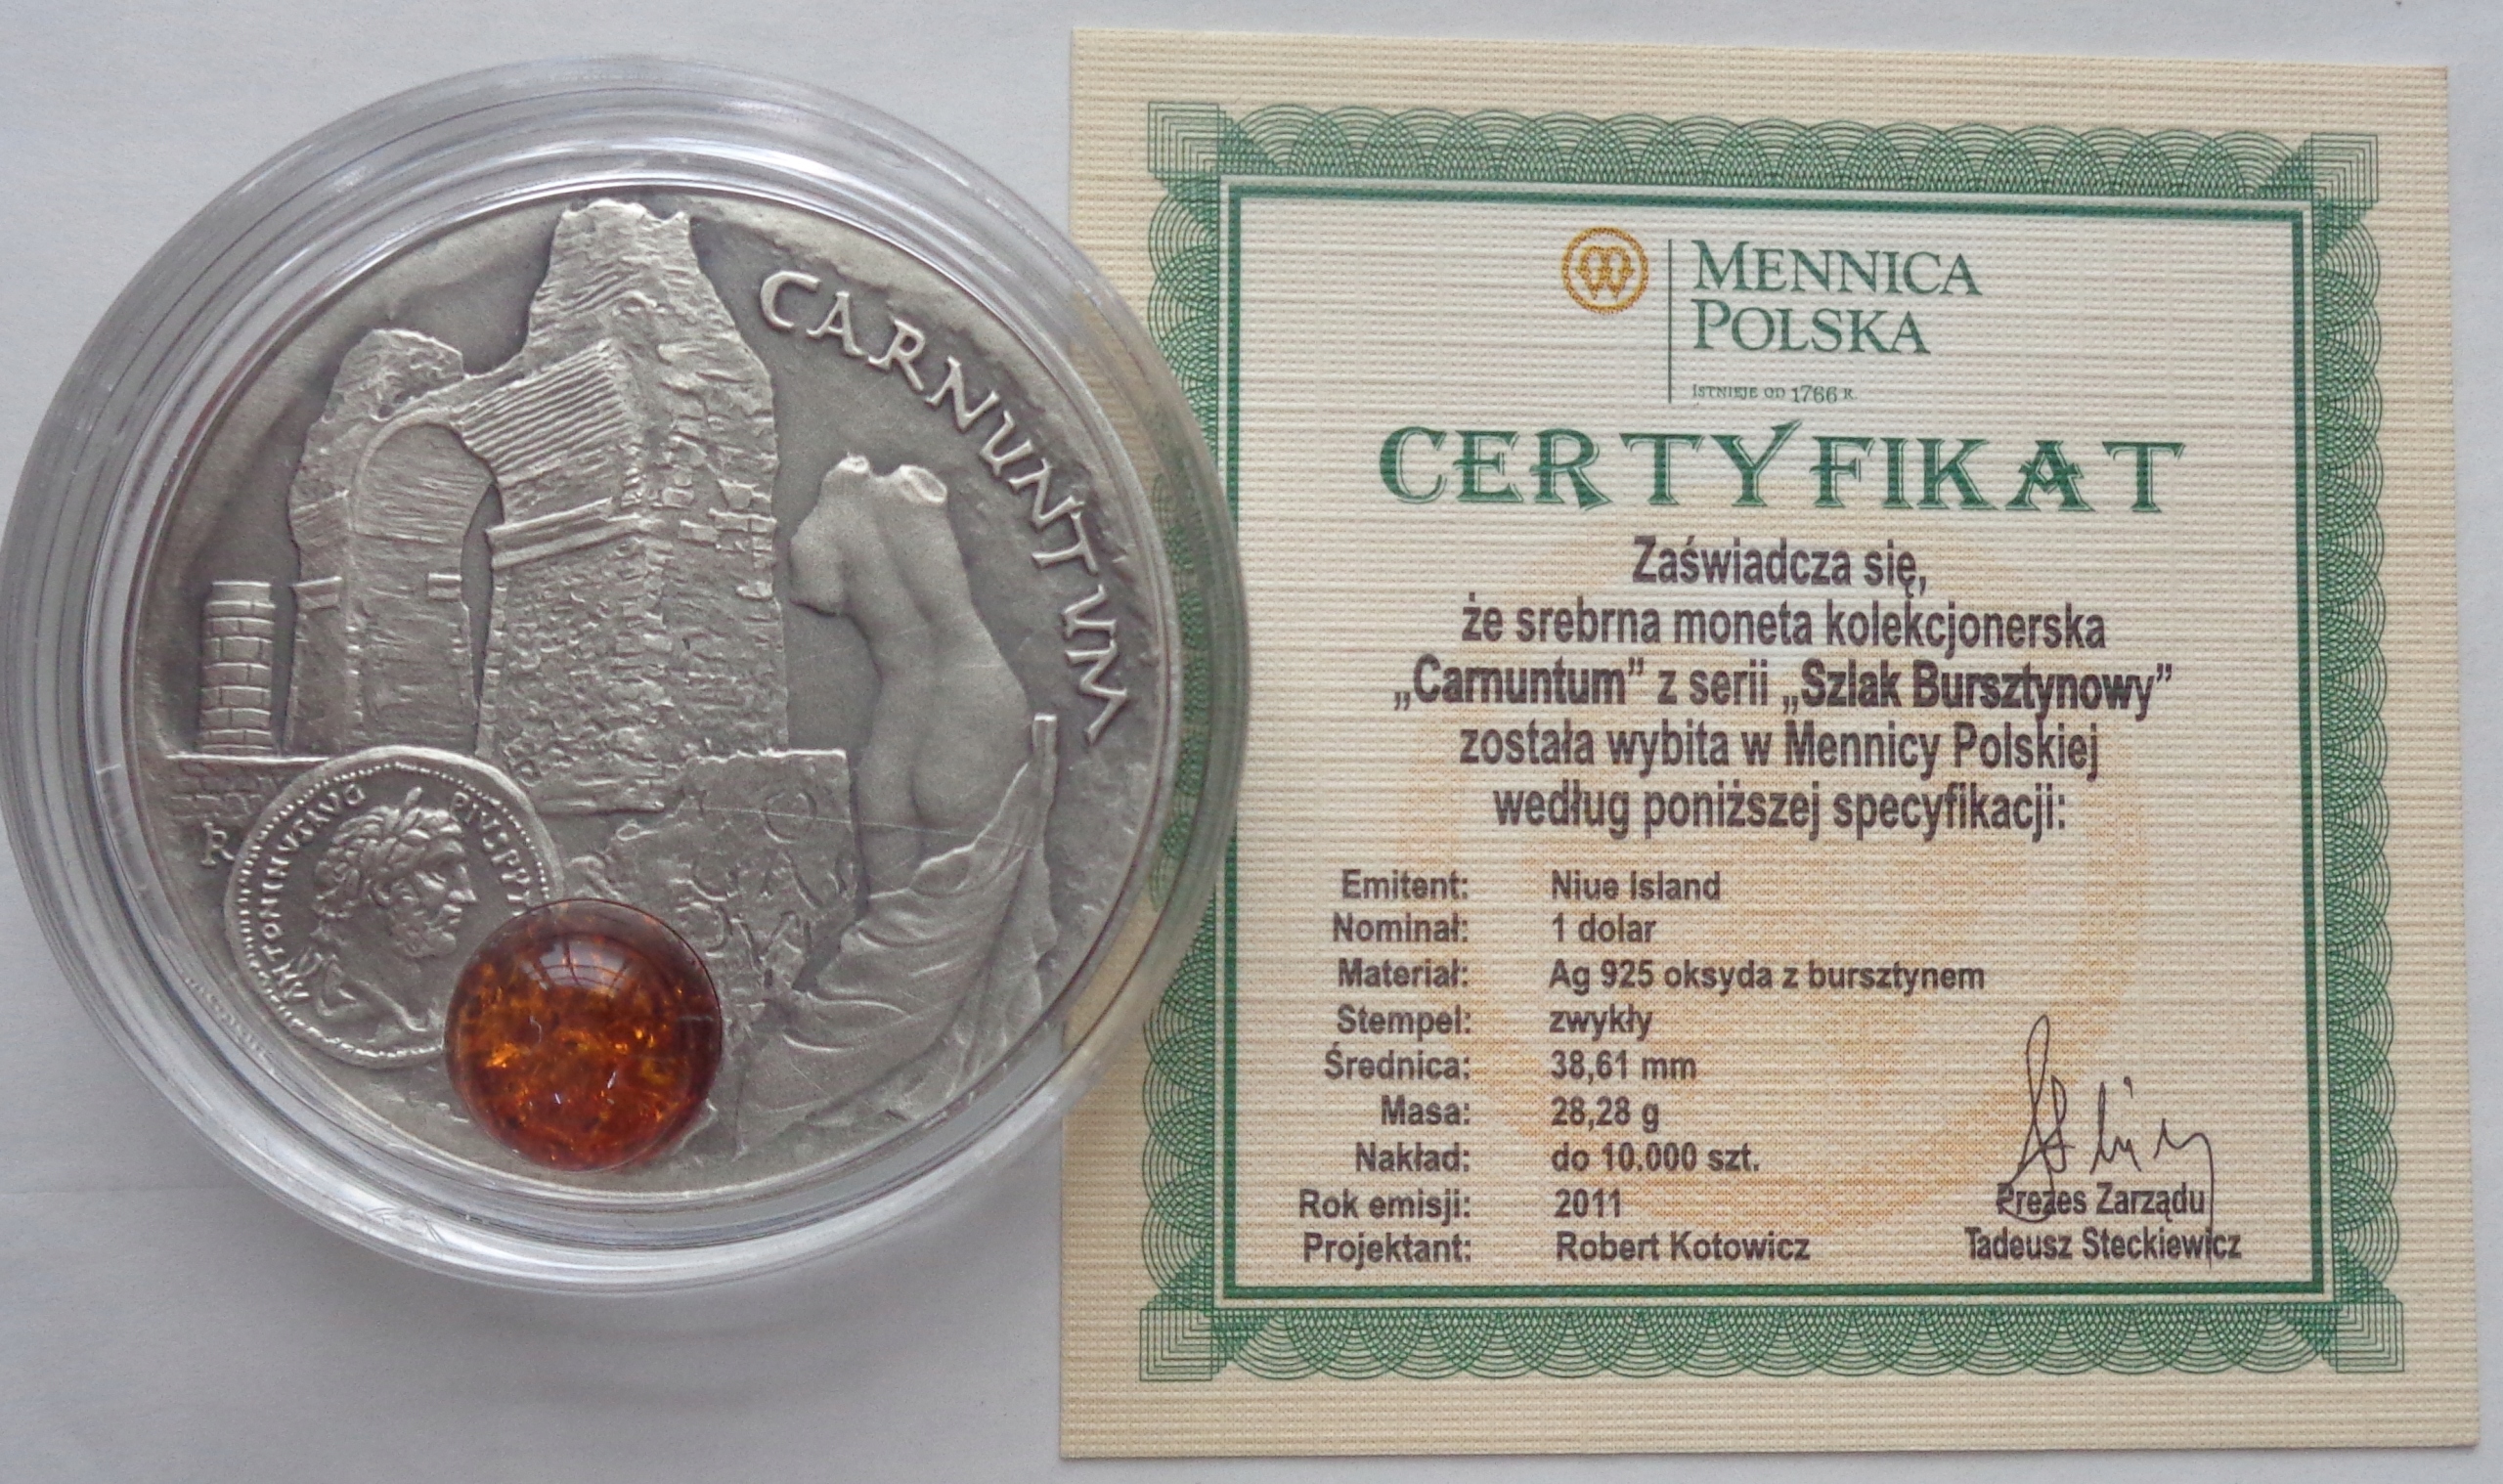 CARNUNTUM
ANTONINVS AVG PIVS PP
R
MENNICA
POLSKA
ISTNIEJE OD 1766 R.
CERTYFIKAT
Zaświadcza się,
że srebrna moneta kolekcjonerska
„Carnuntum” z serii „Szlak Bursztynowy”
została wybita w Mennicy Polskiej
według poniższej specyfikacji:
Emitent: Niue Island
Nominał: 1 dolar
Materiał: Ag 925 oksyda z bursztynem
Stempel: zwykły
Średnica: 38,61 mm
Masa: 28,28 g
Nakład: do 10.000 szt.
Rok emisji: 2011
Projektant: Robert Kotowicz
Prezes Zarządu
Tadeusz Steckiewicz